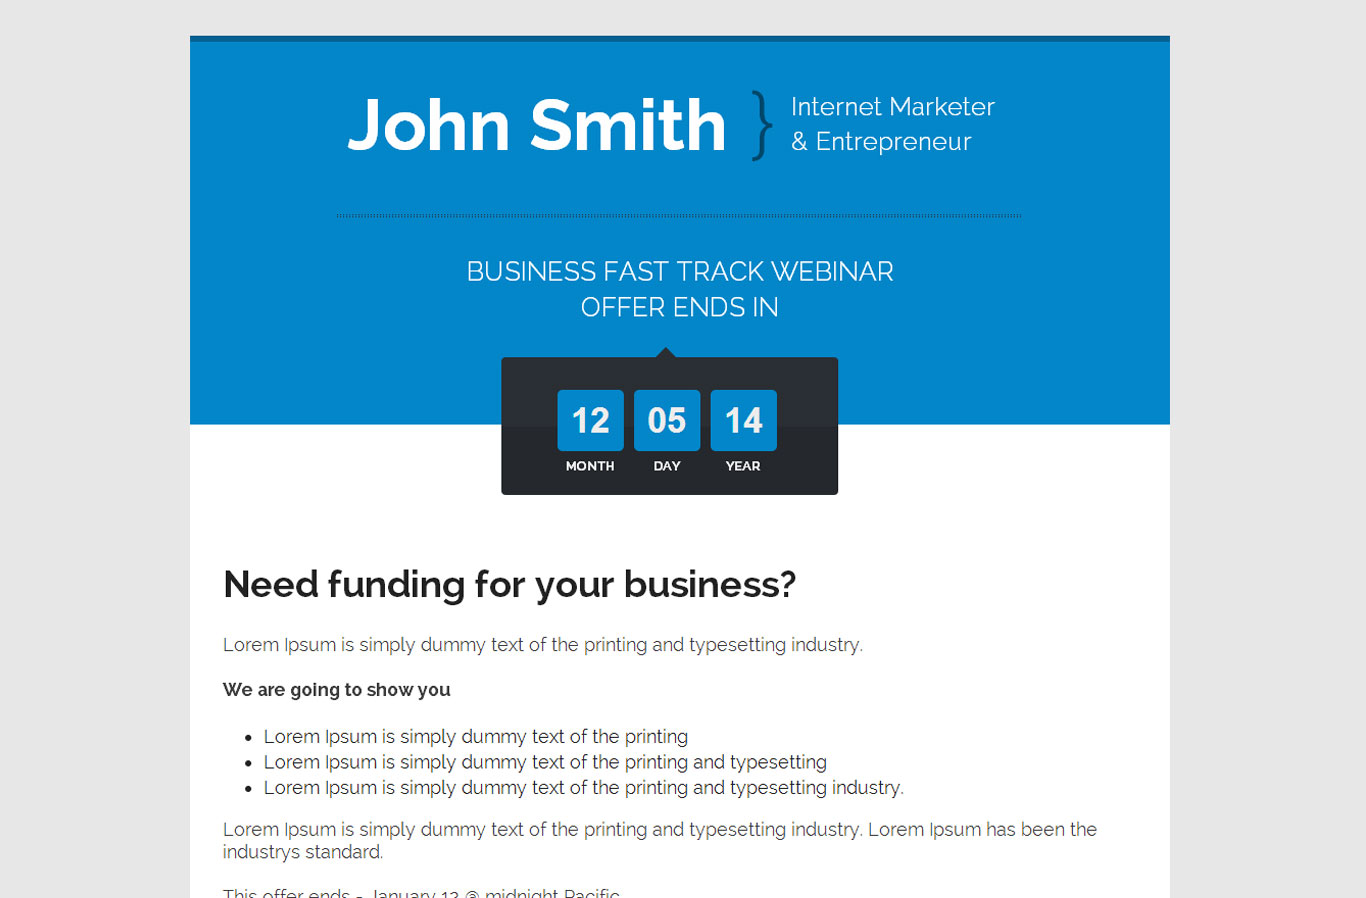 John Smith } Internet Marketer
& Entrepreneur
BUSINESS FAST TRACK WEBINAR
OFFER ENDS IN
12 05 14
MONTH DAY YEAR
Need funding for your business?
Lorem Ipsum is simply dummy text of the printing and typesetting industry.
We are going to show you
• Lorem Ipsum is simply dummy text of the printing
• Lorem Ipsum is simply dummy text of the printing and typesetting
• Lorem Ipsum is simply dummy text of the printing and typesetting industry.
Lorem Ipsum is simply dummy text of the printing and typesetting industry. Lorem Ipsum has been the
industrys standard.
This offer ends - January 12 @ midnight Pacific